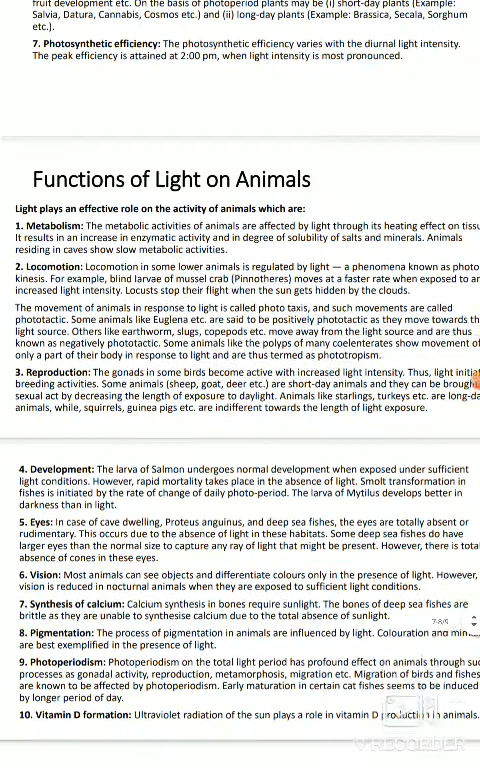 fruit development etc. On the basis of photoperiod plants may be (i) short-day plants (Example:
Salvia, Datura, Cannabis, Cosmos etc.) and (ii) long-day plants (Example: Brassica, Secala, Sorghum
etc.).
7. Photosynthetic efficiency: The photosynthetic efficiency varies with the diurnal light intensity.
The peak efficiency is attained at 2:00 pm, when light intensity is most pronounced.
Functions of Light on Animals
Light plays an effective role on the activity of animals which are:
1. Metabolism: The metabolic activities of animals are affected by light through its heating effect on tissu
It results in an increase in enzymatic activity and in degree of solubility of salts and minerals. Animals
residing in caves show slow metabolic activities.
2. Locomotion: Locomotion in some lower animals is regulated by light — a phenomena known as photo
kinesis. For example, blind larvae of mussel crab (Pinnotheres) moves at a faster rate when exposed to an
increased light intensity. Locusts stop their flight when the sun gets hidden by the clouds.
The movement of animals in response to light is called photo taxis, and such movements are called
phototactic. Some animals like Euglena etc. are said to be positively phototactic as they move towards th
light source. Others like earthworm, slugs, copepods etc. move away from the light source and are thus
known as negatively phototactic. Some animals like the polyps of many coelenterates show movement of
only a part of their body in response to light and are thus termed as phototropism.
3. Reproduction: The gonads in some birds become active with increased light intensity. Thus, light initiat
breeding activities. Some animals (sheep, goat, deer etc.) are short-day animals and they can be brough
sexual act by decreasing the length of exposure to daylight. Animals like starlings, turkeys etc. are long-da
animals, while, squirrels, guinea pigs etc. are indifferent towards the length of light exposure.
4. Development: The larva of Salmon undergoes normal development when exposed under sufficient
light conditions. However, rapid mortality takes place in the absence of light. Smolt transformation in
fishes is initiated by the rate of change of daily photo-period. The larva of Mytilus develops better in
darkness than in light.
5. Eyes: In case of cave dwelling, Proteus anguinus, and deep sea fishes, the eyes are totally absent or
rudimentary. This occurs due to the absence of light in these habitats. Some deep sea fishes do have
larger eyes than the normal size to capture any ray of light that might be present. However, there is total
absence of cones in these eyes.
6. Vision: Most animals can see objects and differentiate colours only in the presence of light. However,
vision is reduced in nocturnal animals when they are exposed to sufficient light conditions.
7. Synthesis of calcium: Calcium synthesis in bones require sunlight. The bones of deep sea fishes are
brittle as they are unable to synthesise calcium due to the total absence of sunlight.
7-8/9
8. Pigmentation: The process of pigmentation in animals are influenced by light. Colouration and mim
are best exemplified in the presence of light.
9. Photoperiodism: Photoperiodism on the total light period has profound effect on animals through suc
processes as gonadal activity, reproduction, metamorphosis, migration etc. Migration of birds and fishes
are known to be affected by photoperiodism. Early maturation in certain cat fishes seems to be induced
by longer period of day.
10. Vitamin D formation: Ultraviolet radiation of the sun plays a role in vitamin D production in animals.
RECORDER